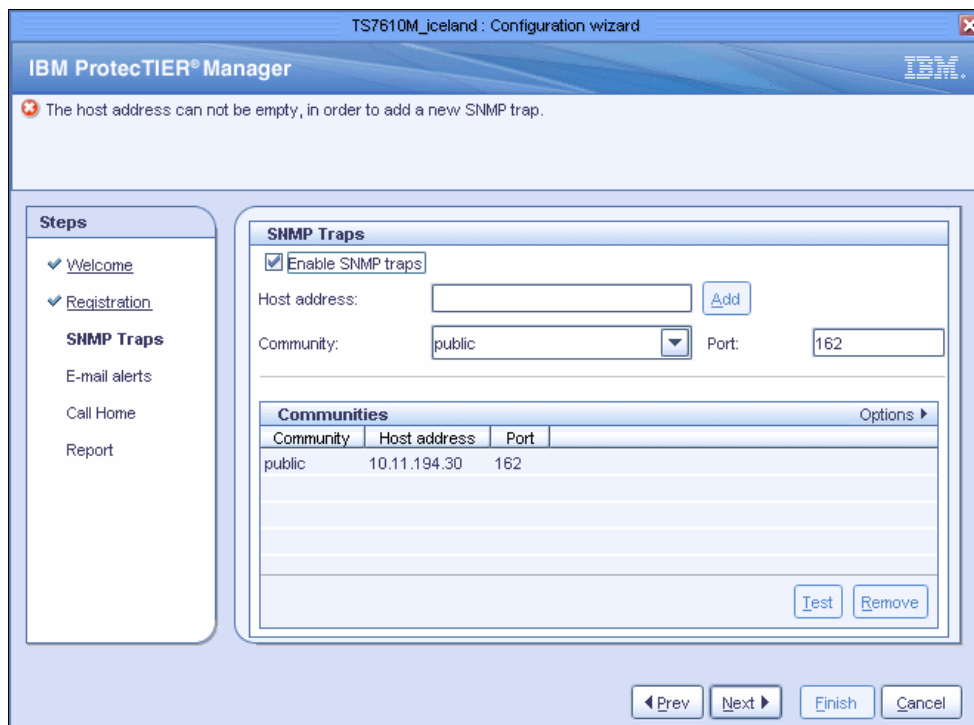 TS7610M_iceland : Configuration wizard
IBM ProtecTIER® Manager
IBM.
The host address can not be empty, in order to add a new SNMP trap.
Steps
Welcome
Registration
SNMP Traps
E-mail alerts
Call Home
Report
SNMP Traps
Enable SNMP traps
Host address: Add
Community: public Port: 162
Communities Options
Community Host address Port
public 10.11.194.30 162
Test Remove
Prev Next Finish Cancel